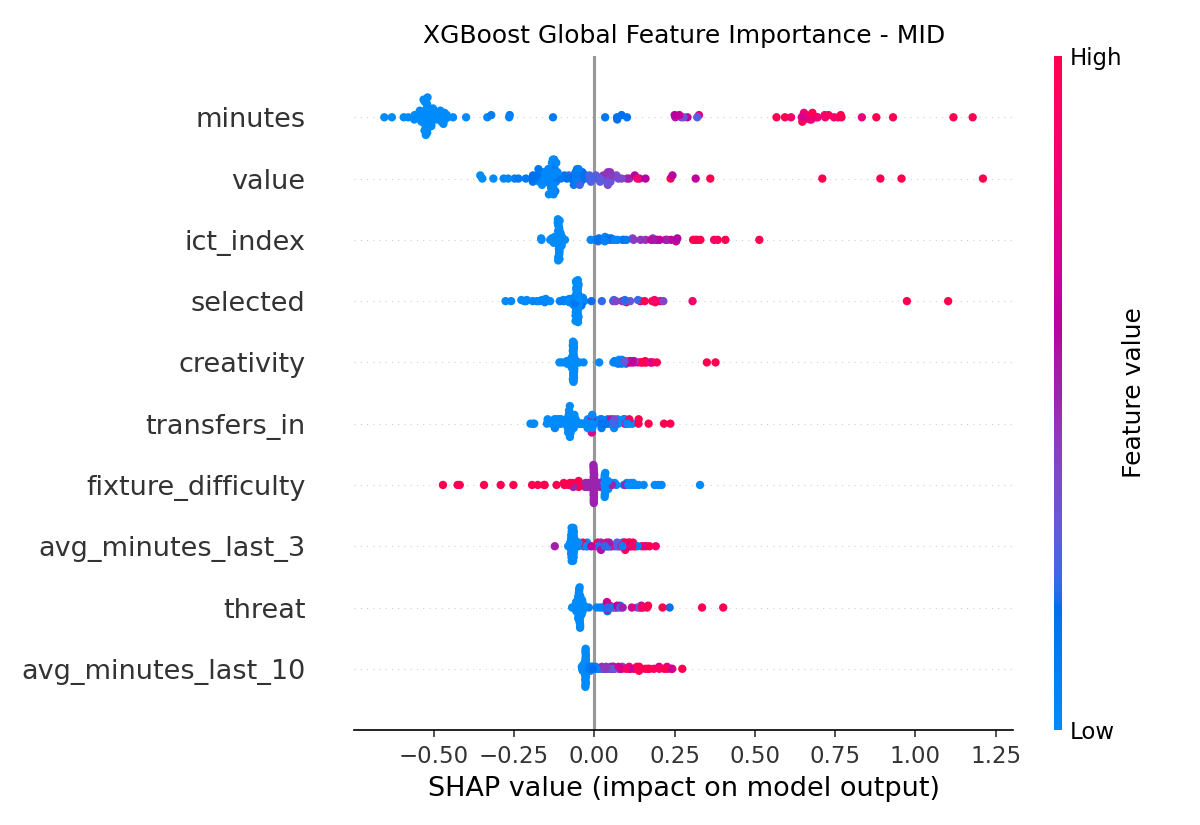 XGBoost Global Feature Importance - MID
High
minutes
value
ict_index
selected
creativity
transfers_in
fixture_difficulty
avg_minutes_last_3
threat
avg_minutes_last_10
Feature value
Low
−0.50 −0.25 0.00 0.25 0.50 0.75 1.00 1.25
SHAP value (impact on model output)